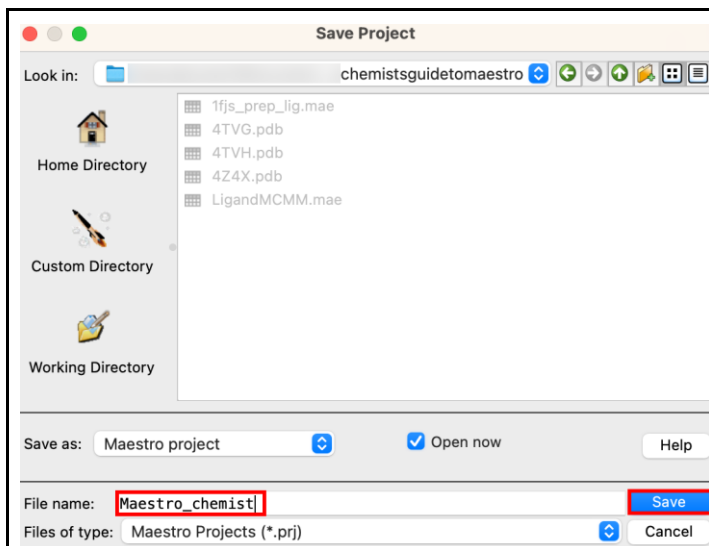 Save Project
Look in: chemistsguidetomaestro
1fjs_prep_lig.mae
4TVG.pdb
4TVH.pdb
4Z4X.pdb
LigandMCMM.mae
Home Directory
Custom Directory
Working Directory
Save as: Maestro project Open now Help
File name: Maestro_chemist Save
Files of type: Maestro Projects (*.prj) Cancel